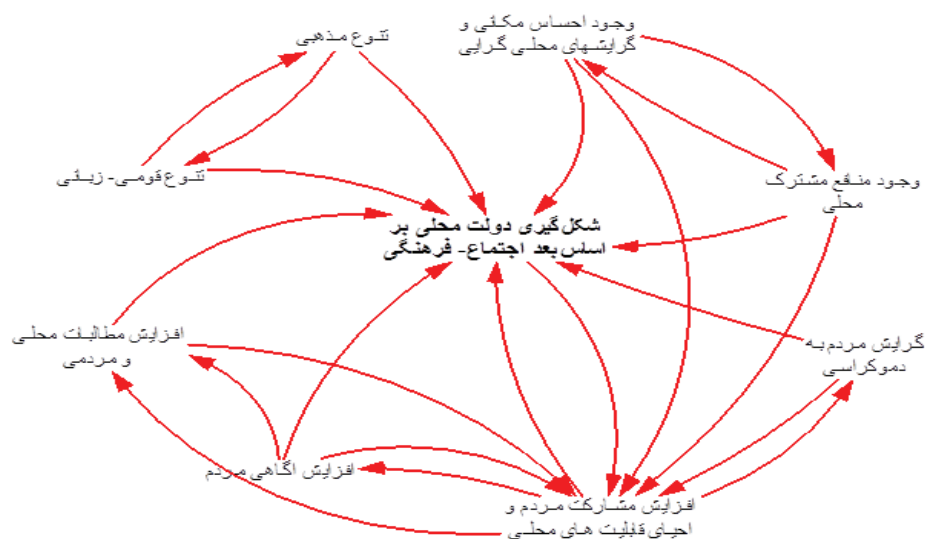 وجود احساس مکانی و
گرایشهای محلی گرایی
تنوع مذهبی
تنوع قومی- زبانی
وجود منافع مشترک
محلی
شکل گیری دولت محلی بر
اساس بعد اجتماع- فرهنگی
افزایش مطالبات محلی
و مردمی
گرایش مردم به
دموکراسی
افزایش اگاهی مردم
افزایش مشارکت مردم و
احیای قابلیت های محلی